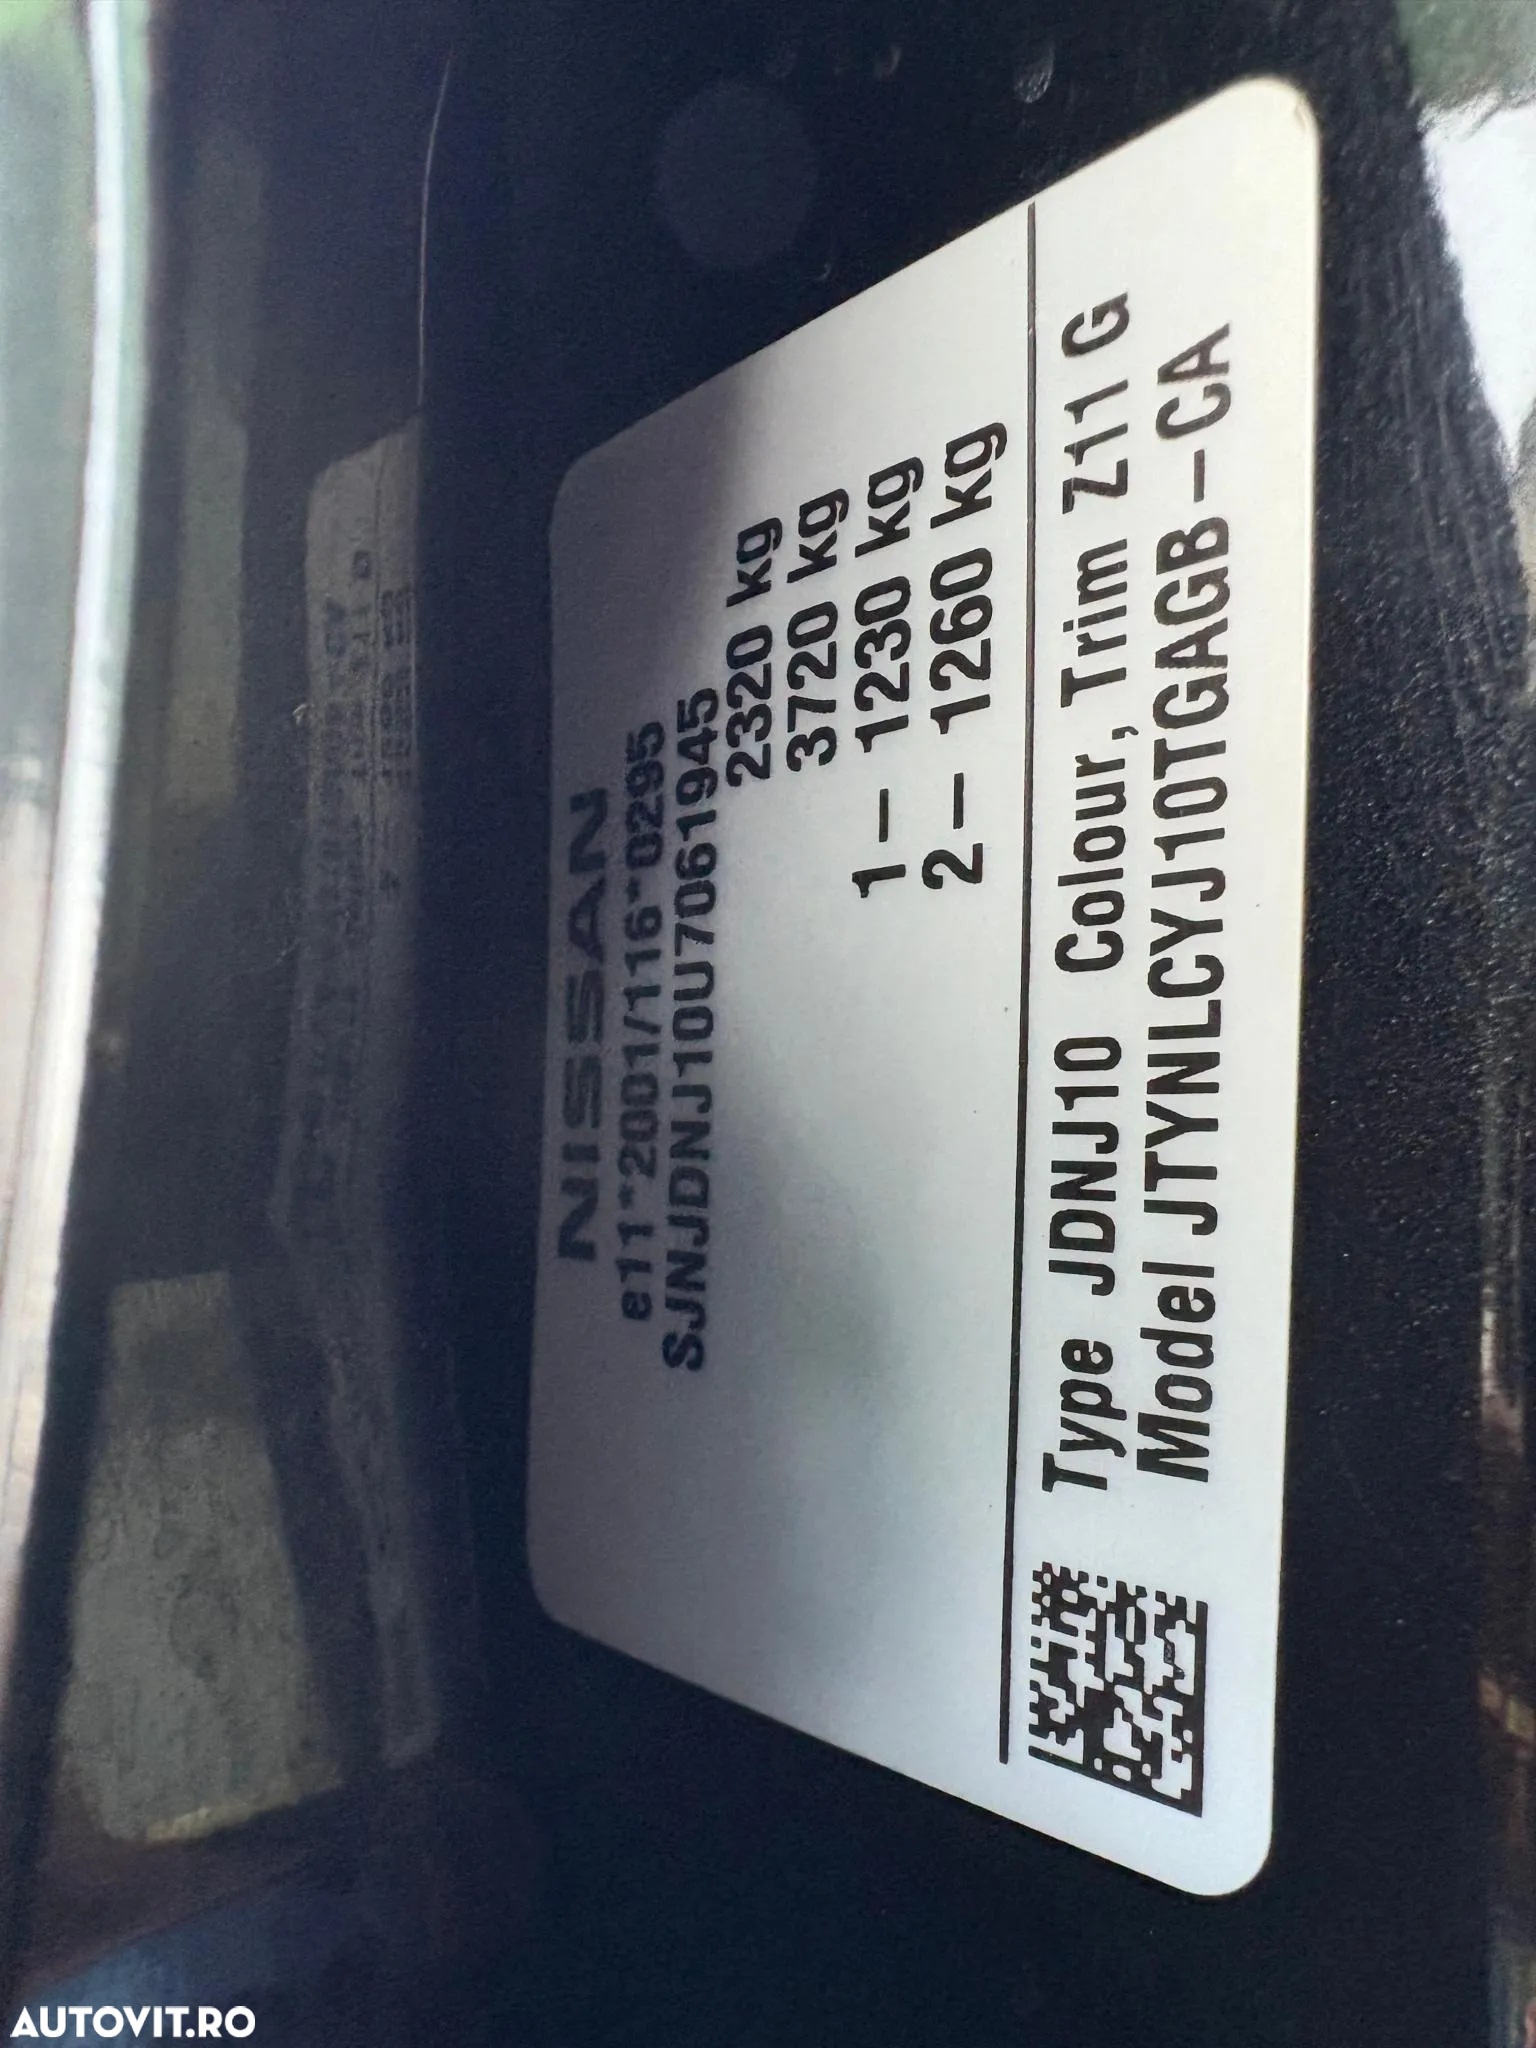 NISSAN
e11*2001/116*0295
SJNJDNJ10U7061945
2320 kg
3720 kg
1- 1230 kg
2- 1260 kg
Type JDNJ10 Colour, Trim Z11 G
Model JTYNLCYJ10TGAGB-CA
AUTOVIT.RO